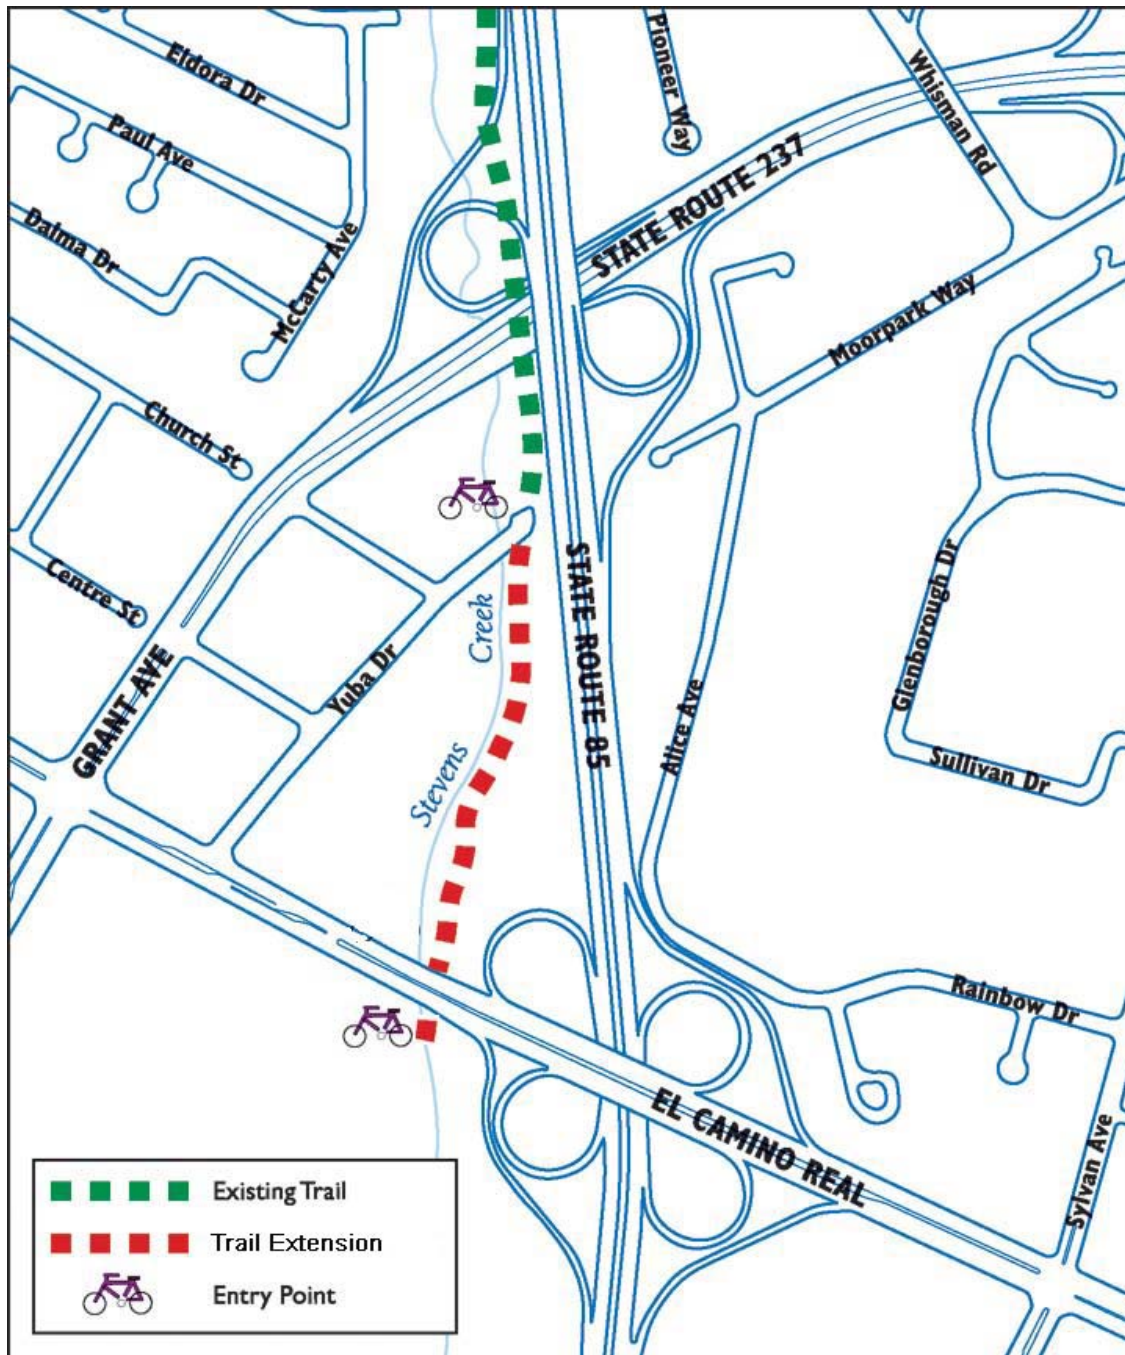 Pioneer Way
Eldora Dr
Whisman Rd
Paul Ave
STATE ROUTE 237
Dalma Dr
McCarty Ave
Moorpark Way
Church St
STATE ROUTE 85
Centre St
Creek
Glenborough Dr
Yuba Dr
GRANT AVE
Alice Ave
Stevens
Sullivan Dr
Rainbow Dr
EL CAMINO REAL
Sylvan Ave
Existing Trail
Trail Extension
Entry Point